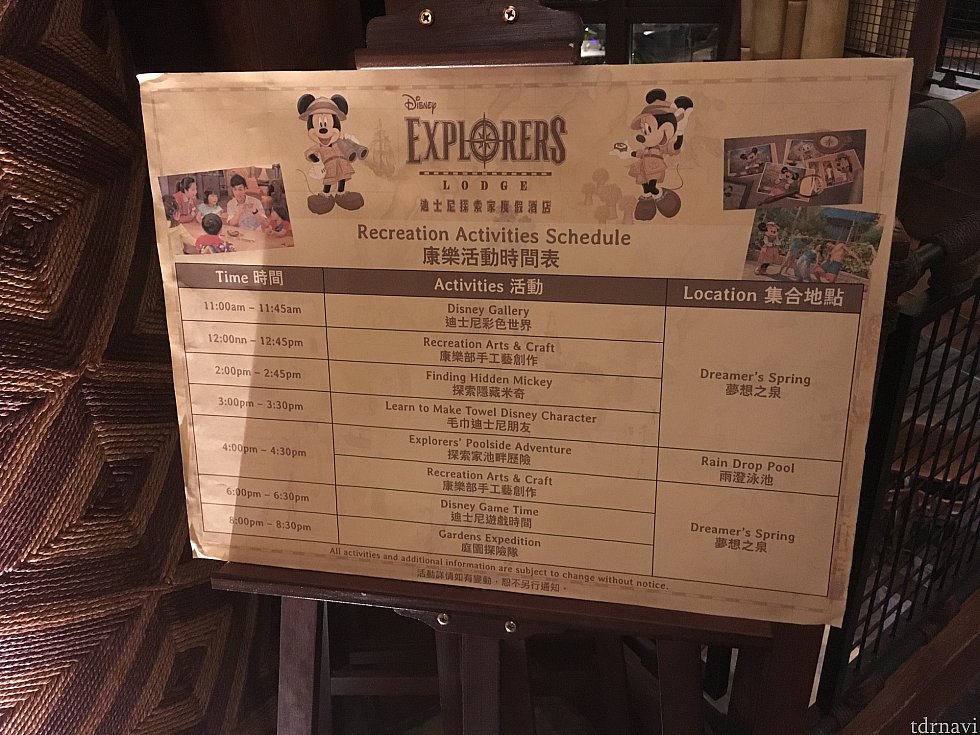 Disney
EXPLORERS
LODGE
迪士尼探索家度假酒店
Recreation Activities Schedule
康樂活動時間表
Time 時間
Activities 活動
Location 集合地點
11:00am – 11:45am
Disney Gallery
迪士尼彩色世界
12:00nn – 12:45pm
Recreation Arts & Craft
康樂部手工藝創作
2:00pm – 2:45pm
Finding Hidden Mickey
探索隱藏米奇
3:00pm – 3:30pm
Learn to Make Towel Disney Character
毛巾迪士尼朋友
Dreamer's Spring
夢想之泉
4:00pm – 4:30pm
Explorers' Poolside Adventure
探索家池畔歷險
Rain Drop Pool
雨澄泳池
Recreation Arts & Craft
康樂部手工藝創作
6:00pm – 6:30pm
Disney Game Time
迪士尼遊戲時間
8:00pm – 8:30pm
Gardens Expedition
庭園探險隊
Dreamer's Spring
夢想之泉
All activities and additional information are subject to change without notice.
活動詳情如有變動，恕不另行通知。
tdrnavi